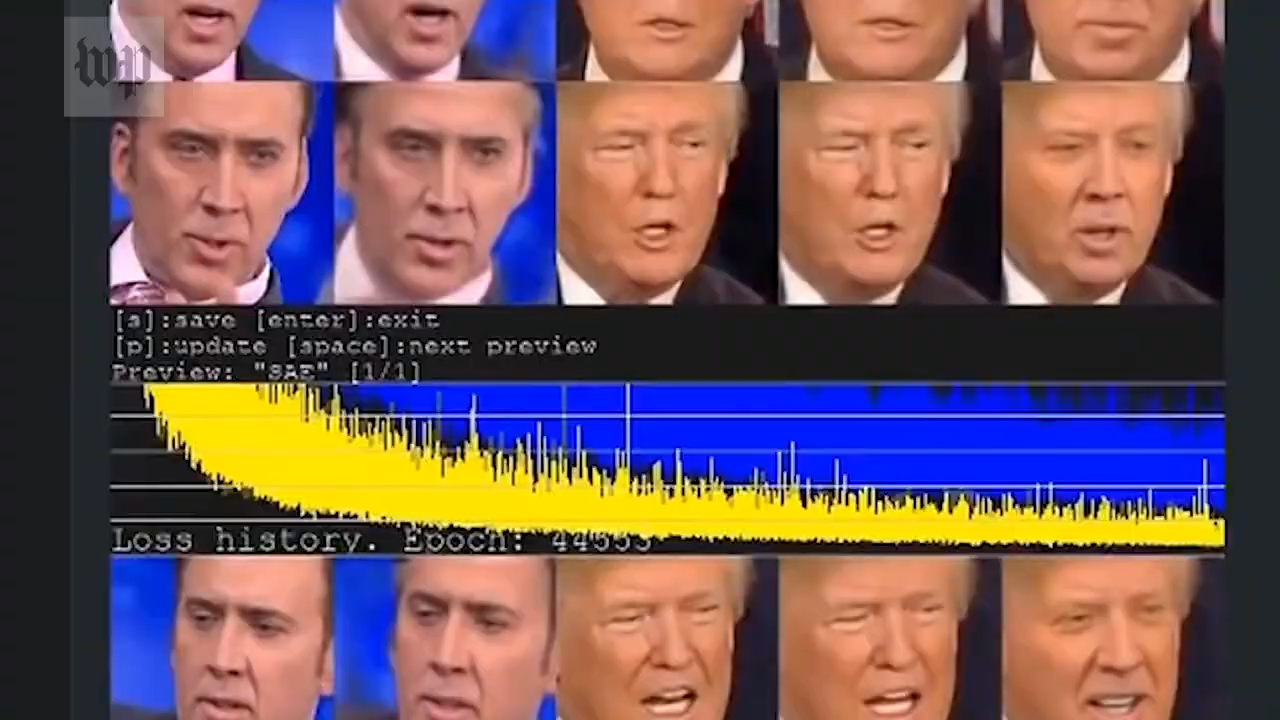 wp
[s]:save [enter]:exit
[p]:update [space]:next preview
Preview: "SAE" [1/1]
Loss history. Epoch: